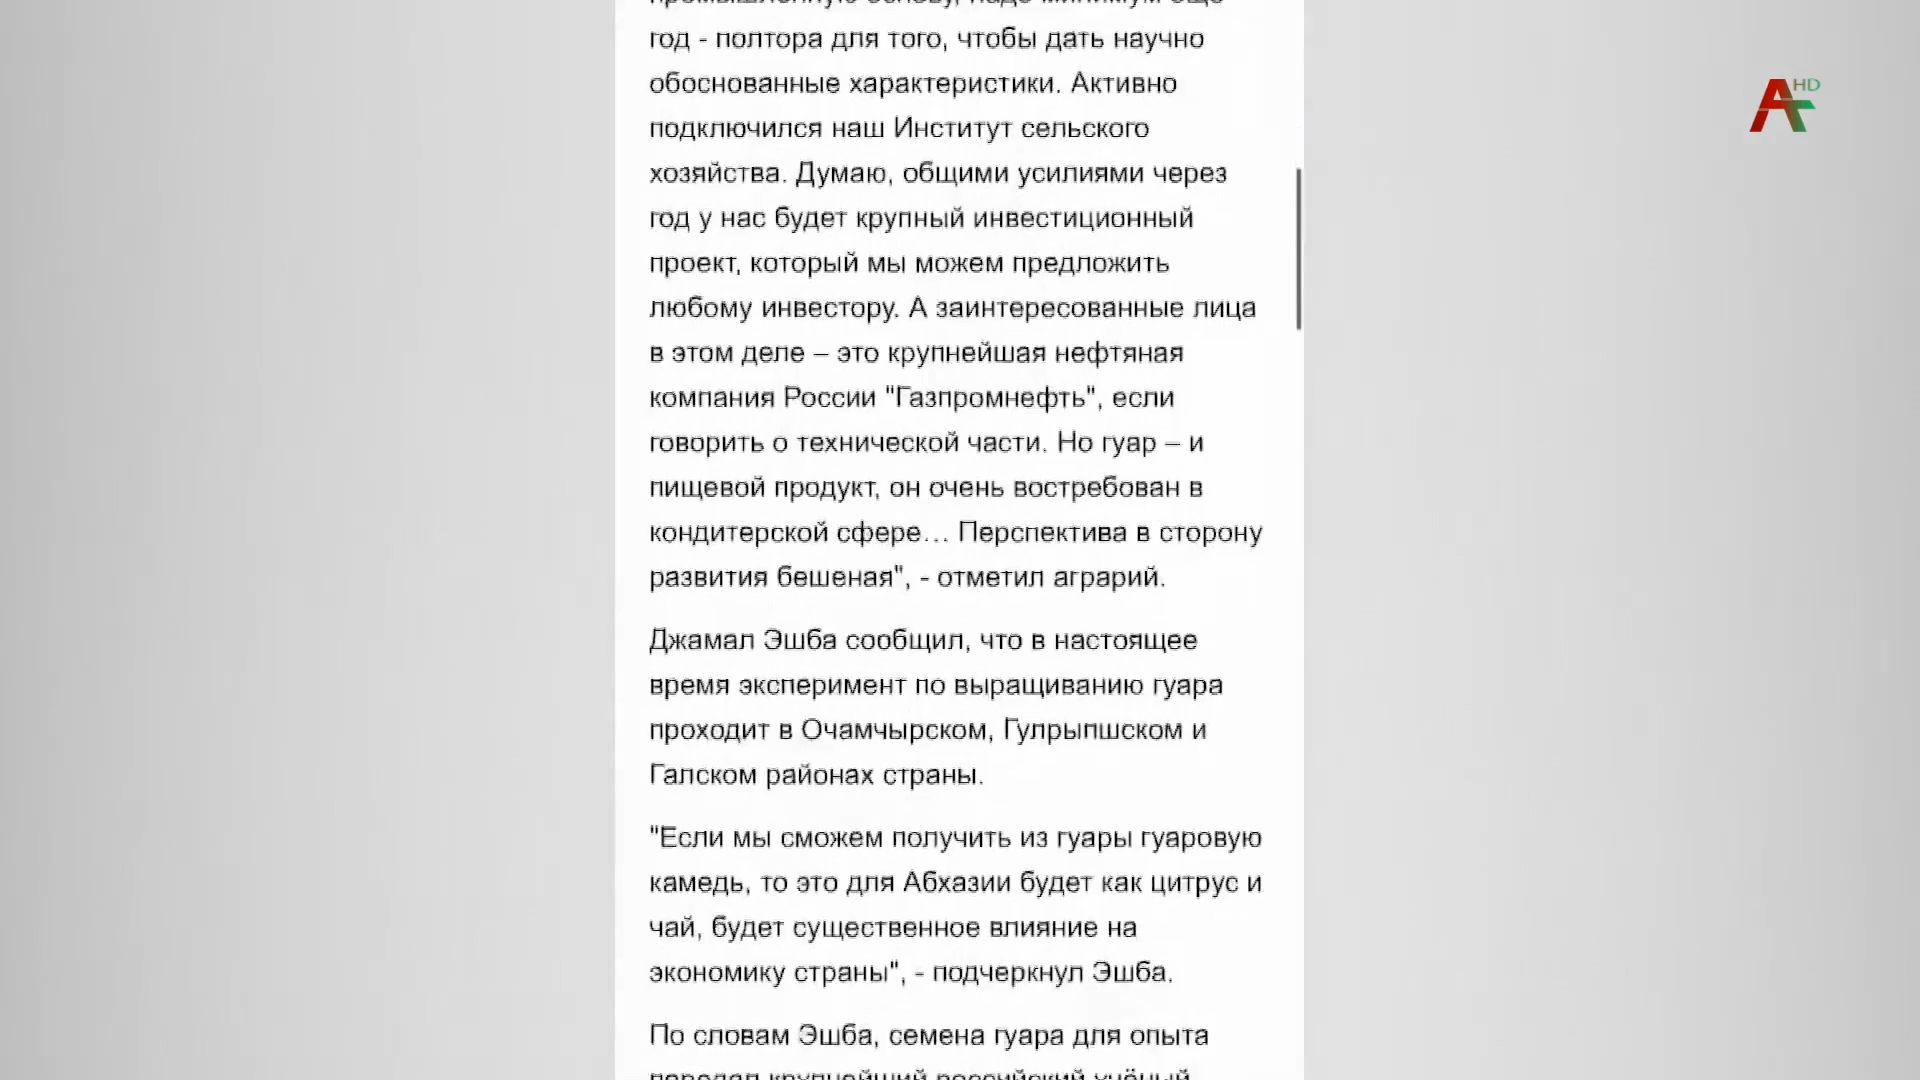 год - полтора для того, чтобы дать научно
обоснованные характеристики. Активно
подключился наш Институт сельского
хозяйства. Думаю, общими усилиями через
год у нас будет крупный инвестиционный
проект, который мы можем предложить
любому инвестору. А заинтересованные лица
в этом деле – это крупнейшая нефтяная
компания России "Газпромнефть", если
говорить о технической части. Но гуар – и
пищевой продукт, он очень востребован в
кондитерской сфере… Перспектива в сторону
развития бешеная", - отметил аграрий.
Джамал Эшба сообщил, что в настоящее
время эксперимент по выращиванию гуара
проходит в Очамчырском, Гулрыпшском и
Галском районах страны.
"Если мы сможем получить из гуары гуаровую
камедь, то это для Абхазии будет как цитрус и
чай, будет существенное влияние на
экономику страны", - подчеркнул Эшба.
По словам Эшба, семена гуара для опыта
HD